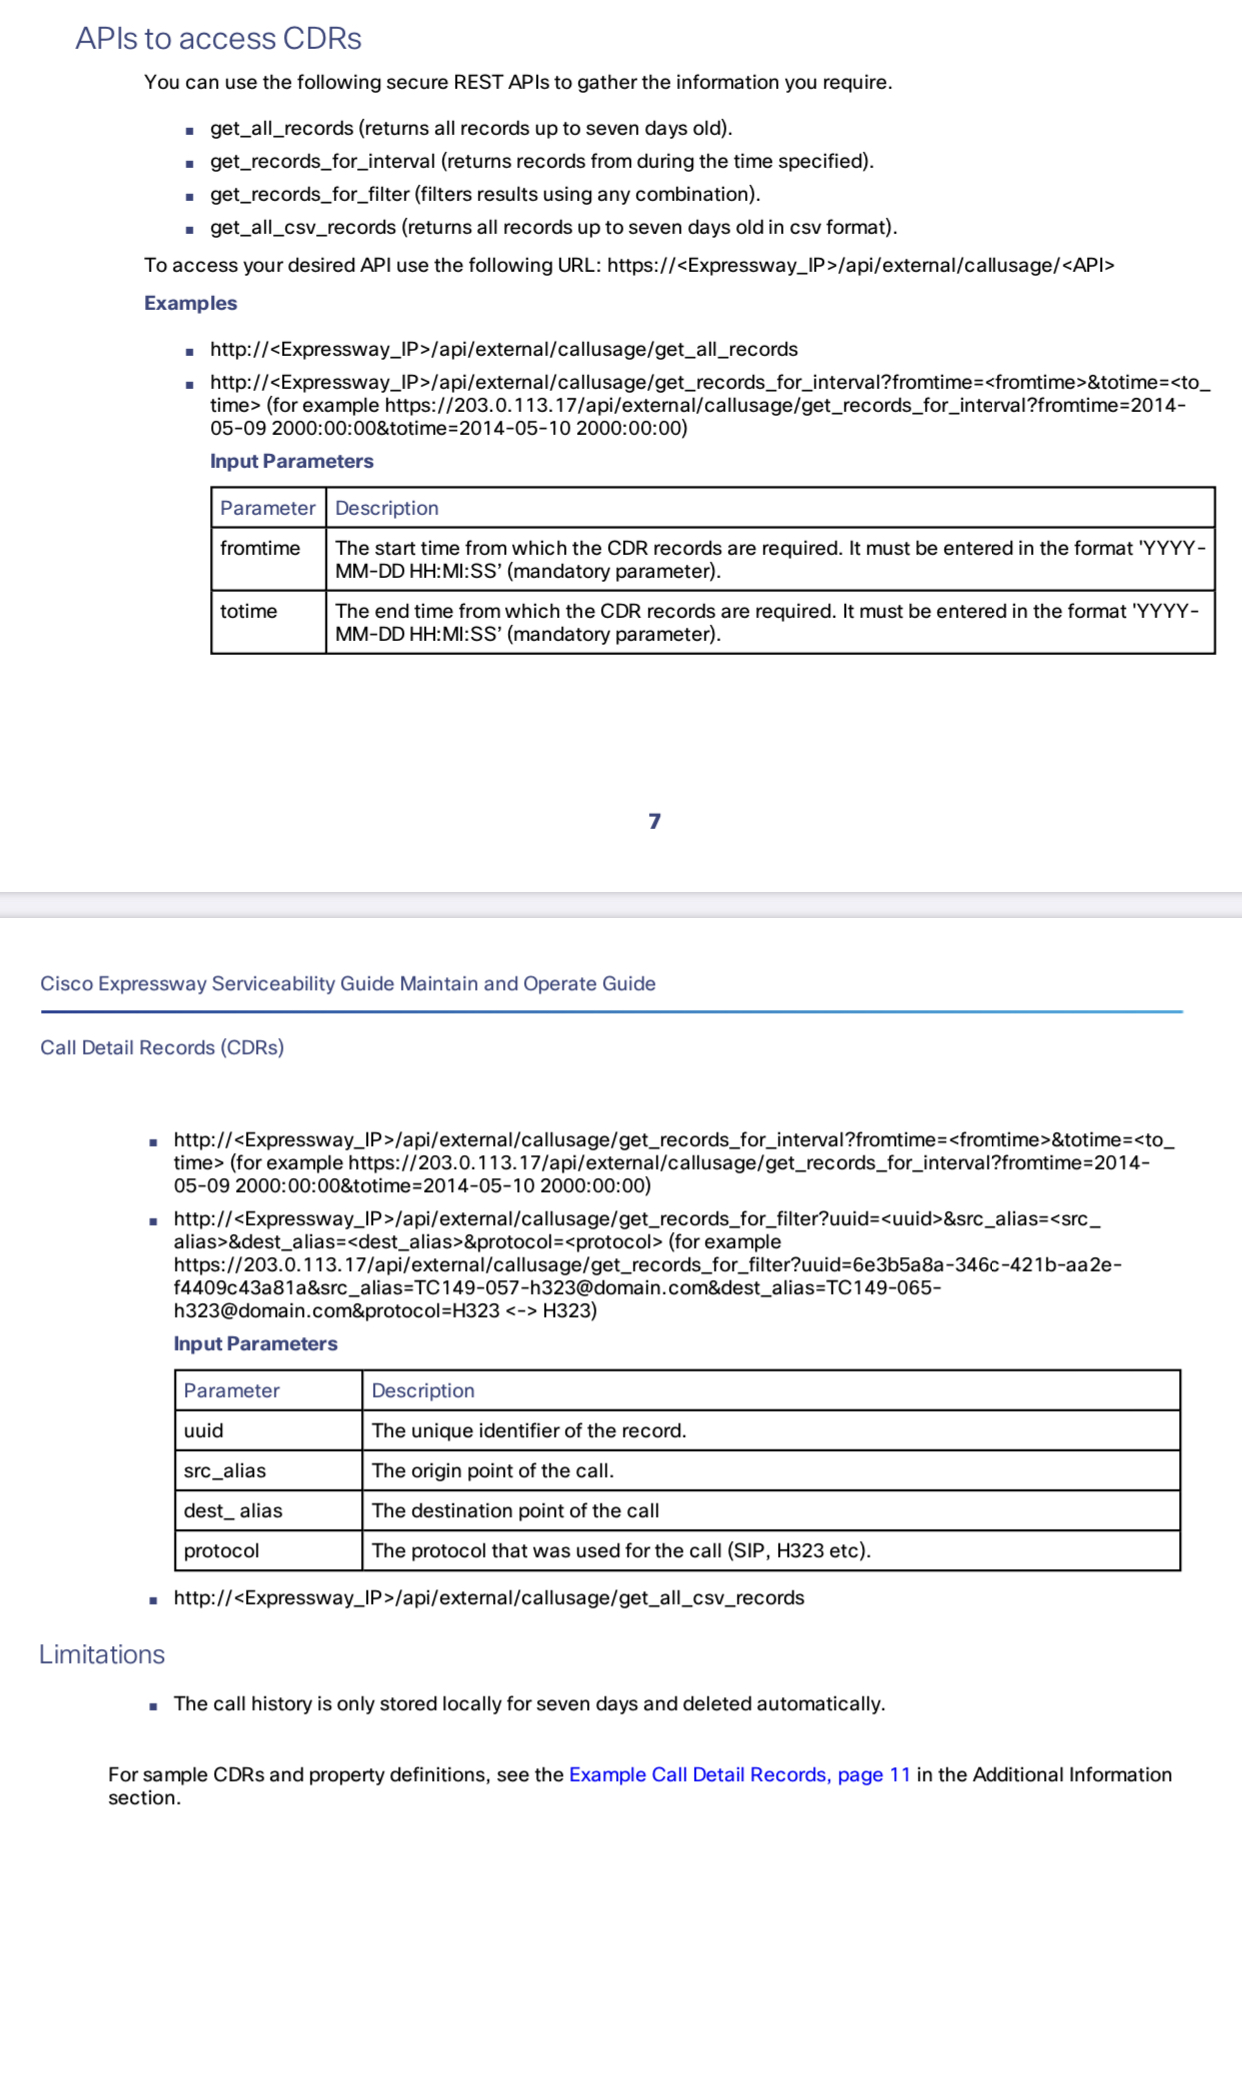 APIs to access CDRs
You can use the following secure REST APIs to gather the information you require.
▪ get_all_records (returns all records up to seven days old).
▪ get_records_for_interval (returns records from during the time specified).
▪ get_records_for_filter (filters results using any combination).
▪ get_all_csv_records (returns all records up to seven days old in csv format).
To access your desired API use the following URL: https://<Expressway_IP>/api/external/callusage/<API>
Examples
▪ http://<Expressway_IP>/api/external/callusage/get_all_records
▪ http://<Expressway_IP>/api/external/callusage/get_records_for_interval?fromtime=<fromtime>&totime=<to_
time> (for example https://203.0.113.17/api/external/callusage/get_records_for_interval?fromtime=2014-
05-09 2000:00:00&totime=2014-05-10 2000:00:00)
Input Parameters
Parameter Description
fromtime The start time from which the CDR records are required. It must be entered in the format 'YYYY-
MM-DD HH:MI:SS’ (mandatory parameter).
totime The end time from which the CDR records are required. It must be entered in the format 'YYYY-
MM-DD HH:MI:SS’ (mandatory parameter).
7
Cisco Expressway Serviceability Guide Maintain and Operate Guide
Call Detail Records (CDRs)
▪ http://<Expressway_IP>/api/external/callusage/get_records_for_interval?fromtime=<fromtime>&totime=<to_
time> (for example https://203.0.113.17/api/external/callusage/get_records_for_interval?fromtime=2014-
05-09 2000:00:00&totime=2014-05-10 2000:00:00)
▪ http://<Expressway_IP>/api/external/callusage/get_records_for_filter?uuid=<uuid>&src_alias=<src_
alias>&dest_alias=<dest_alias>&protocol=<protocol> (for example
https://203.0.113.17/api/external/callusage/get_records_for_filter?uuid=6e3b5a8a-346c-421b-aa2e-
f4409c43a81a&src_alias=TC149-057-h323@domain.com&dest_alias=TC149-065-
h323@domain.com&protocol=H323 <-> H323)
Input Parameters
Parameter Description
uuid The unique identifier of the record.
src_alias The origin point of the call.
dest_ alias The destination point of the call
protocol The protocol that was used for the call (SIP, H323 etc).
▪ http://<Expressway_IP>/api/external/callusage/get_all_csv_records
Limitations
▪ The call history is only stored locally for seven days and deleted automatically.
For sample CDRs and property definitions, see the Example Call Detail Records, page 11 in the Additional Information
section.